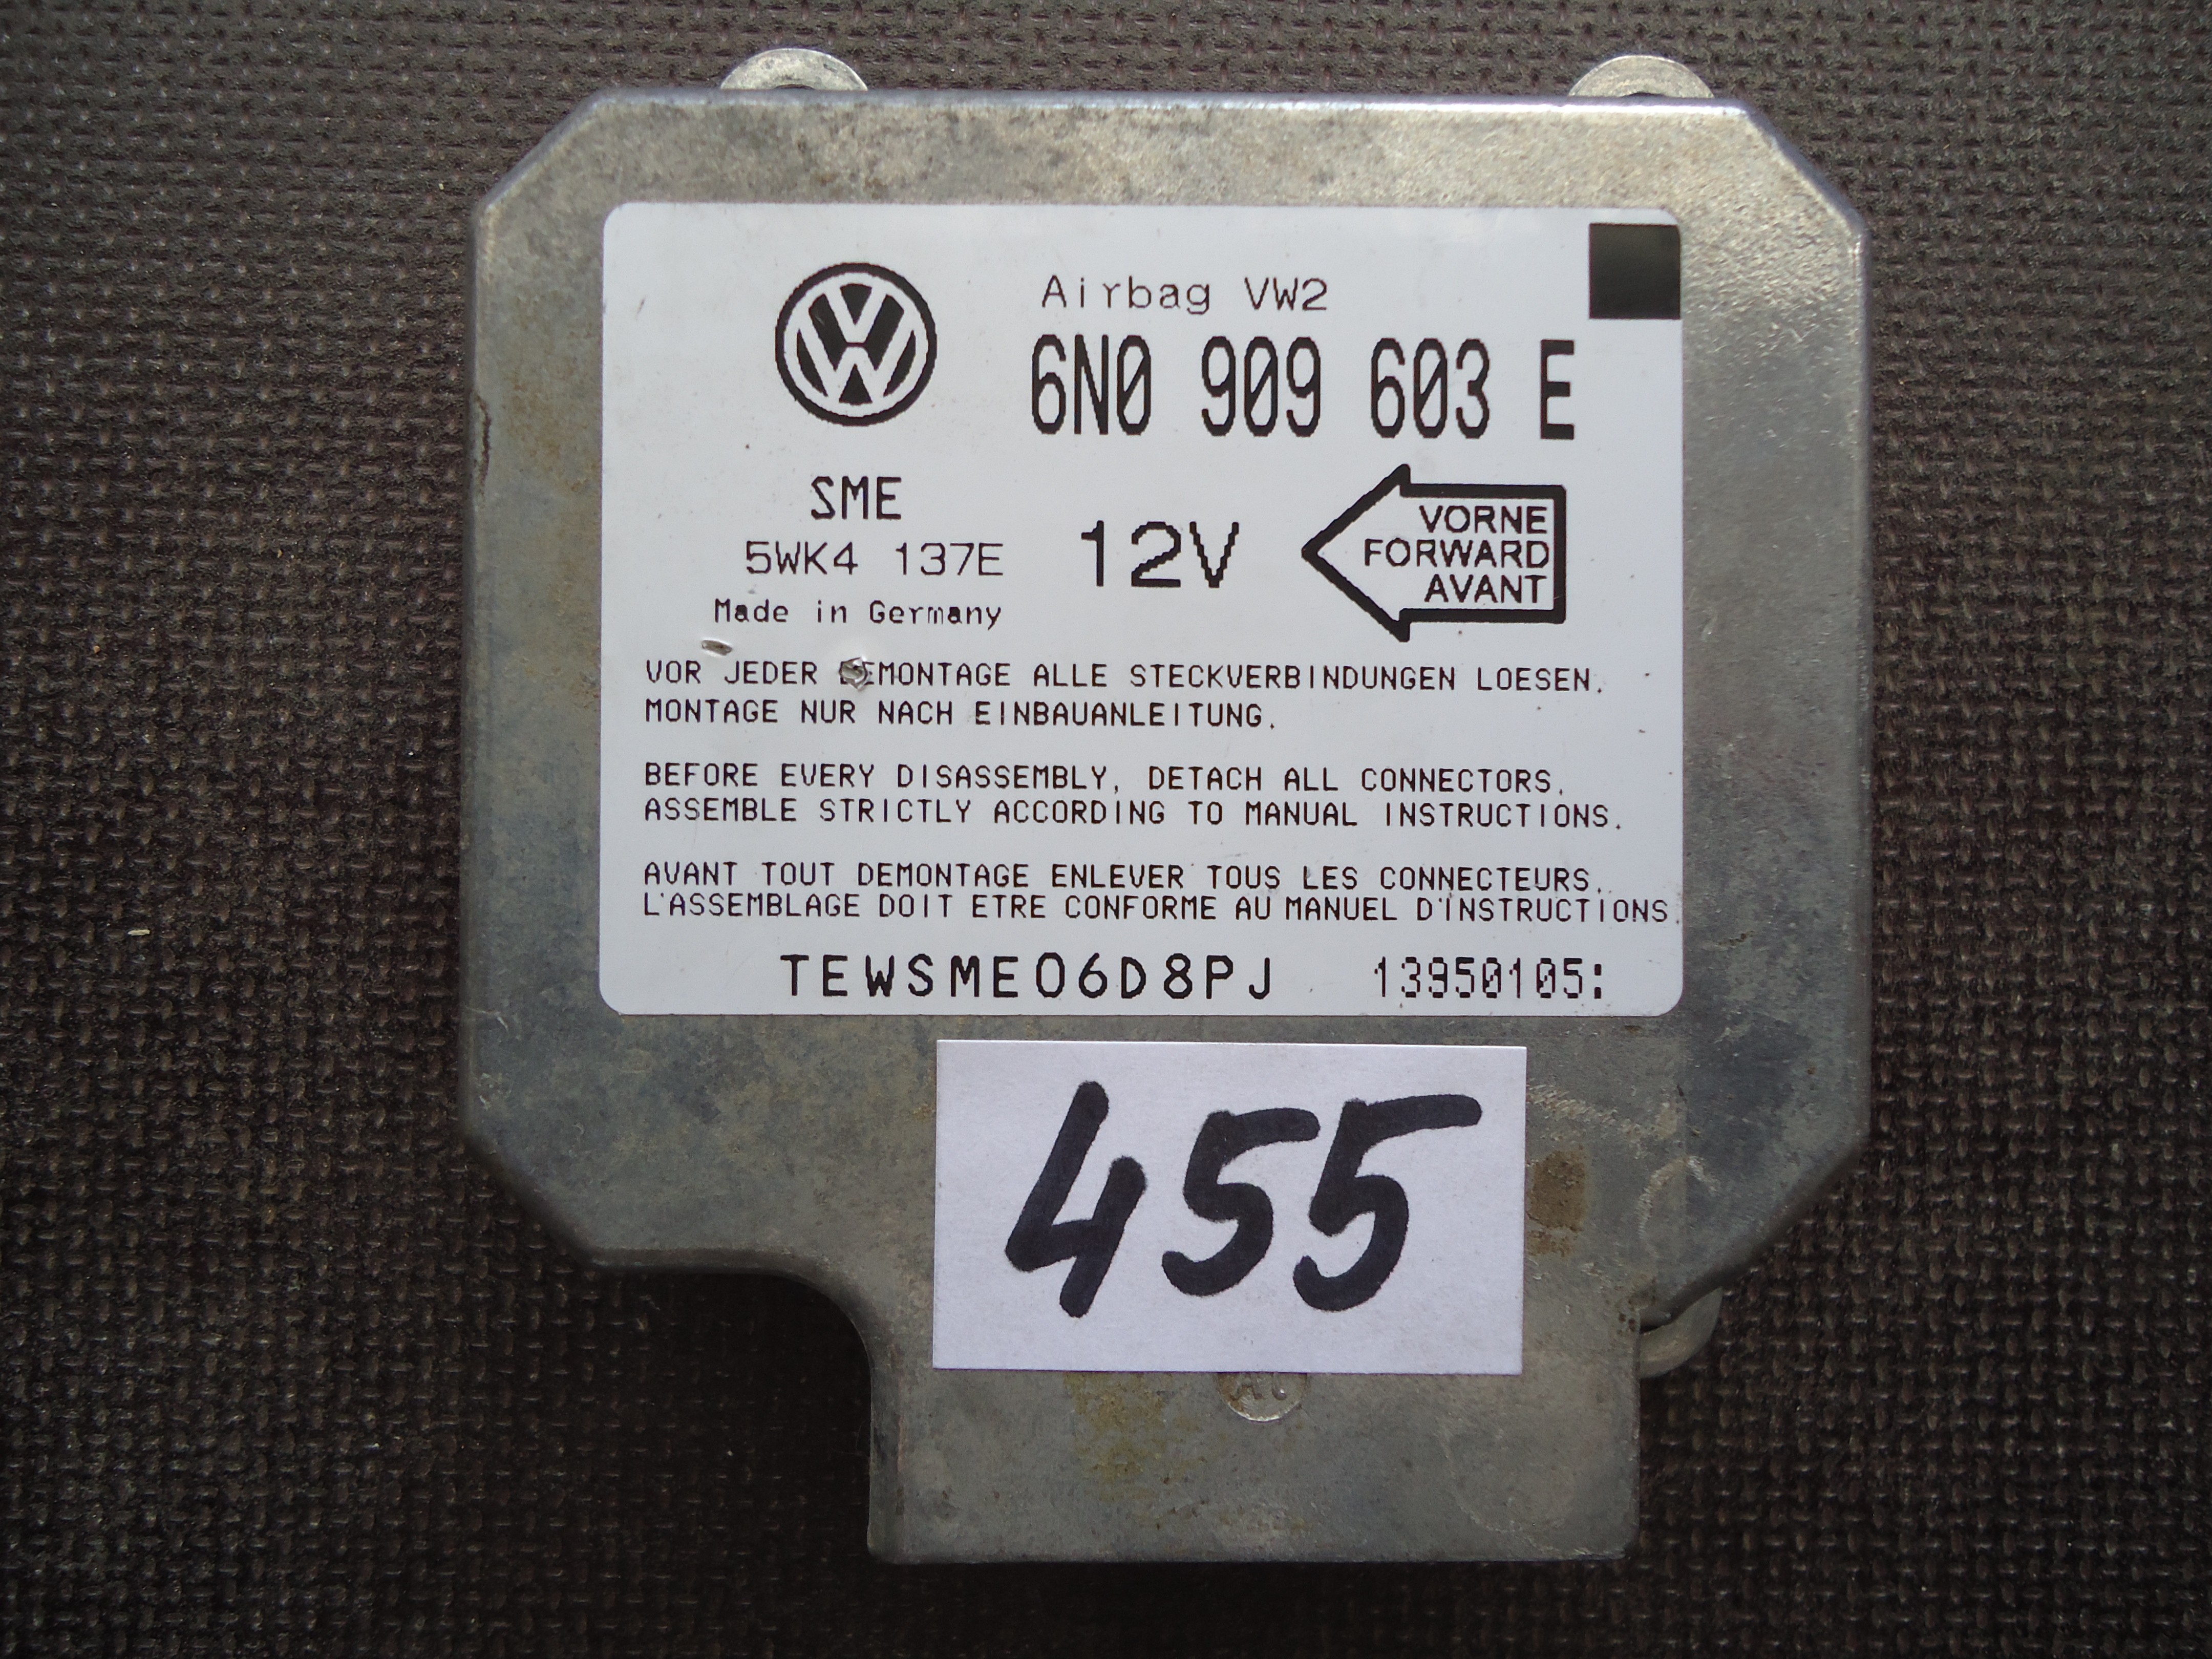 Airbag VW2
6N0 909 603 E
SME
5WK4 137E
Made in Germany
12V
VORNE
FORWARD
AVANT
VOR JEDER DEMONTAGE ALLE STECKVERBINDUNGEN LOESEN.
MONTAGE NUR NACH EINBAUANLEITUNG.
BEFORE EVERY DISASSEMBLY, DETACH ALL CONNECTORS.
ASSEMBLE STRICTLY ACCORDING TO MANUAL INSTRUCTIONS.
AVANT TOUT DEMONTAGE ENLEVER TOUS LES CONNECTEURS.
L'ASSEMBLAGE DOIT ETRE CONFORME AU MANUEL D'INSTRUCTIONS.
TEWSME06D8PJ 13950105:
455